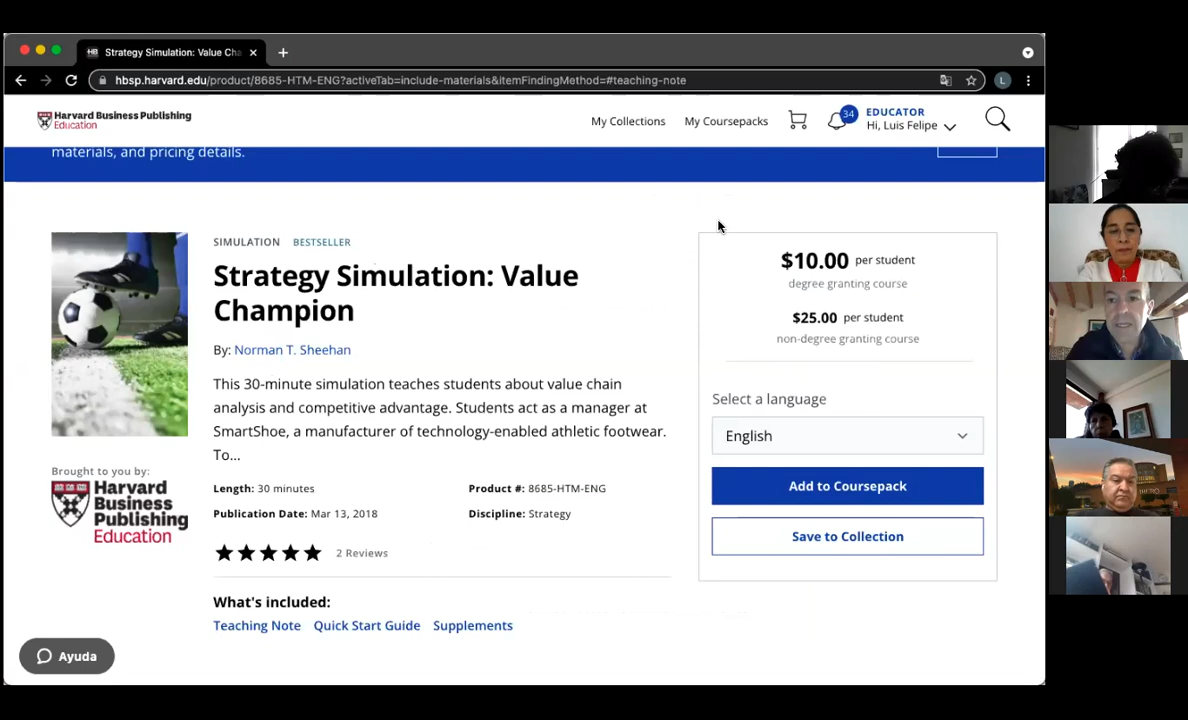 Strategy Simulation: Value Cha
hbsp.harvard.edu/product/8685-HTM-ENG?activeTab=include-materials&itemFindingMethod=#teaching-note
L
Harvard Business Publishing
Education
My Collections
My Coursepacks
34
EDUCATOR
Hi, Luis Felipe
materials, and pricing details.
SIMULATION
BESTSELLER
Strategy Simulation: Value
Champion
By: Norman T. Sheehan
This 30-minute simulation teaches students about value chain
analysis and competitive advantage. Students act as a manager at
SmartShoe, a manufacturer of technology-enabled athletic footwear.
To...
Brought to you by:
Harvard
Business
Publishing
Education
Length: 30 minutes
Product #: 8685-HTM-ENG
Publication Date: Mar 13, 2018
Discipline: Strategy
2 Reviews
What's included:
Teaching Note
Quick Start Guide
Supplements
$10.00 per student
degree granting course
$25.00 per student
non-degree granting course
Select a language
English
Add to Coursepack
Save to Collection
Ayuda